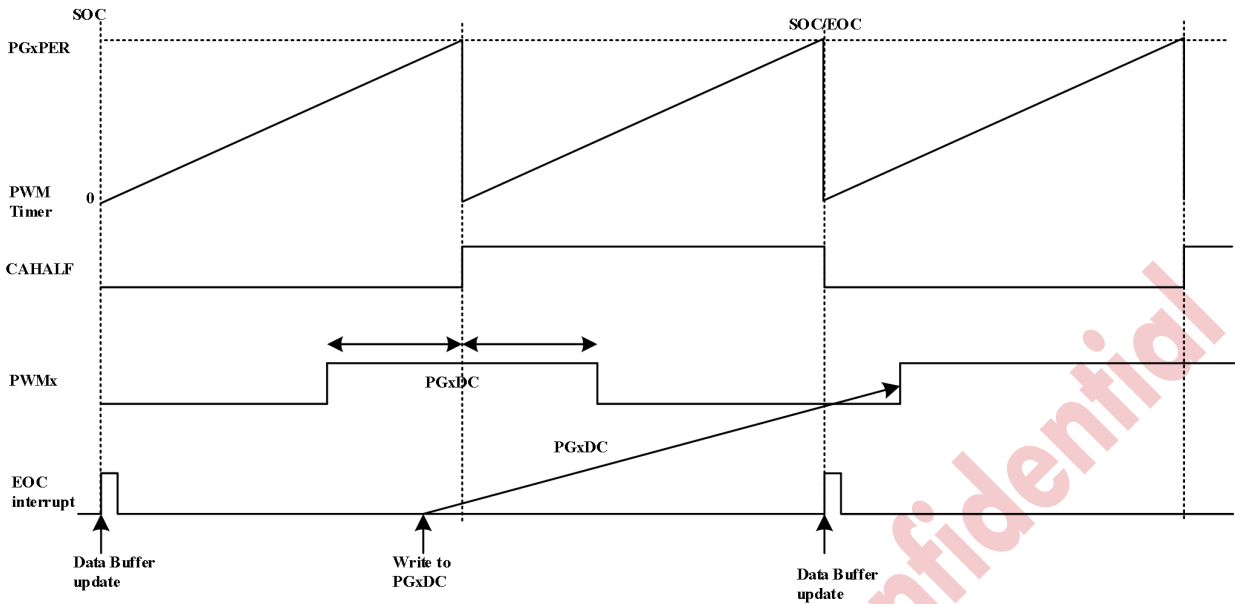 SOC
PGxPER
SOC/EOC
PWM
Timer
0
CAHALF
PWMx
PGxDC
PGxDC
EOC
interrupt
Data Buffer
update
Write to
PGxDC
Data Buffer
update
nfidential